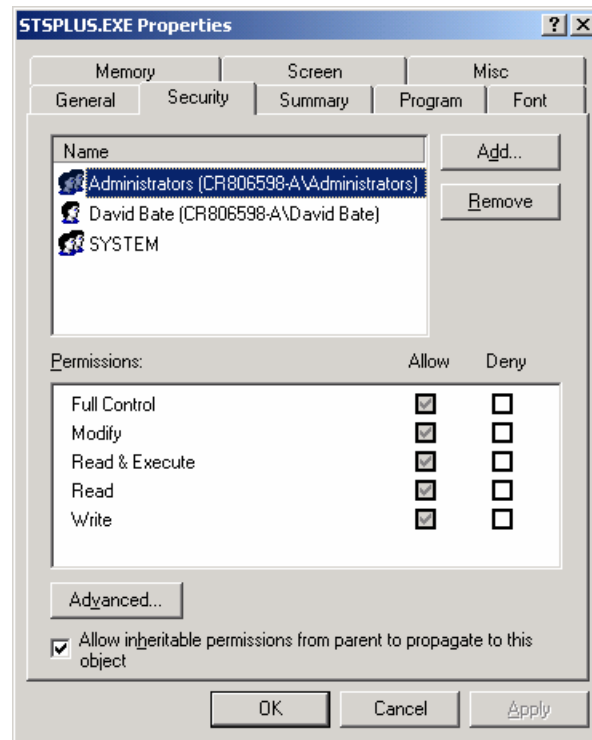 STSPLUS.EXE Properties
Memory Screen Misc
General Security Summary Program Font
Name
Add...
Administrators (CR806598-A\Administrators)
Remove
David Bate (CR806598-A\David Bate)
SYSTEM
Permissions: Allow Deny
Full Control
Modify
Read & Execute
Read
Write
Advanced...
Allow inheritable permissions from parent to propagate to this
object
OK Cancel Apply